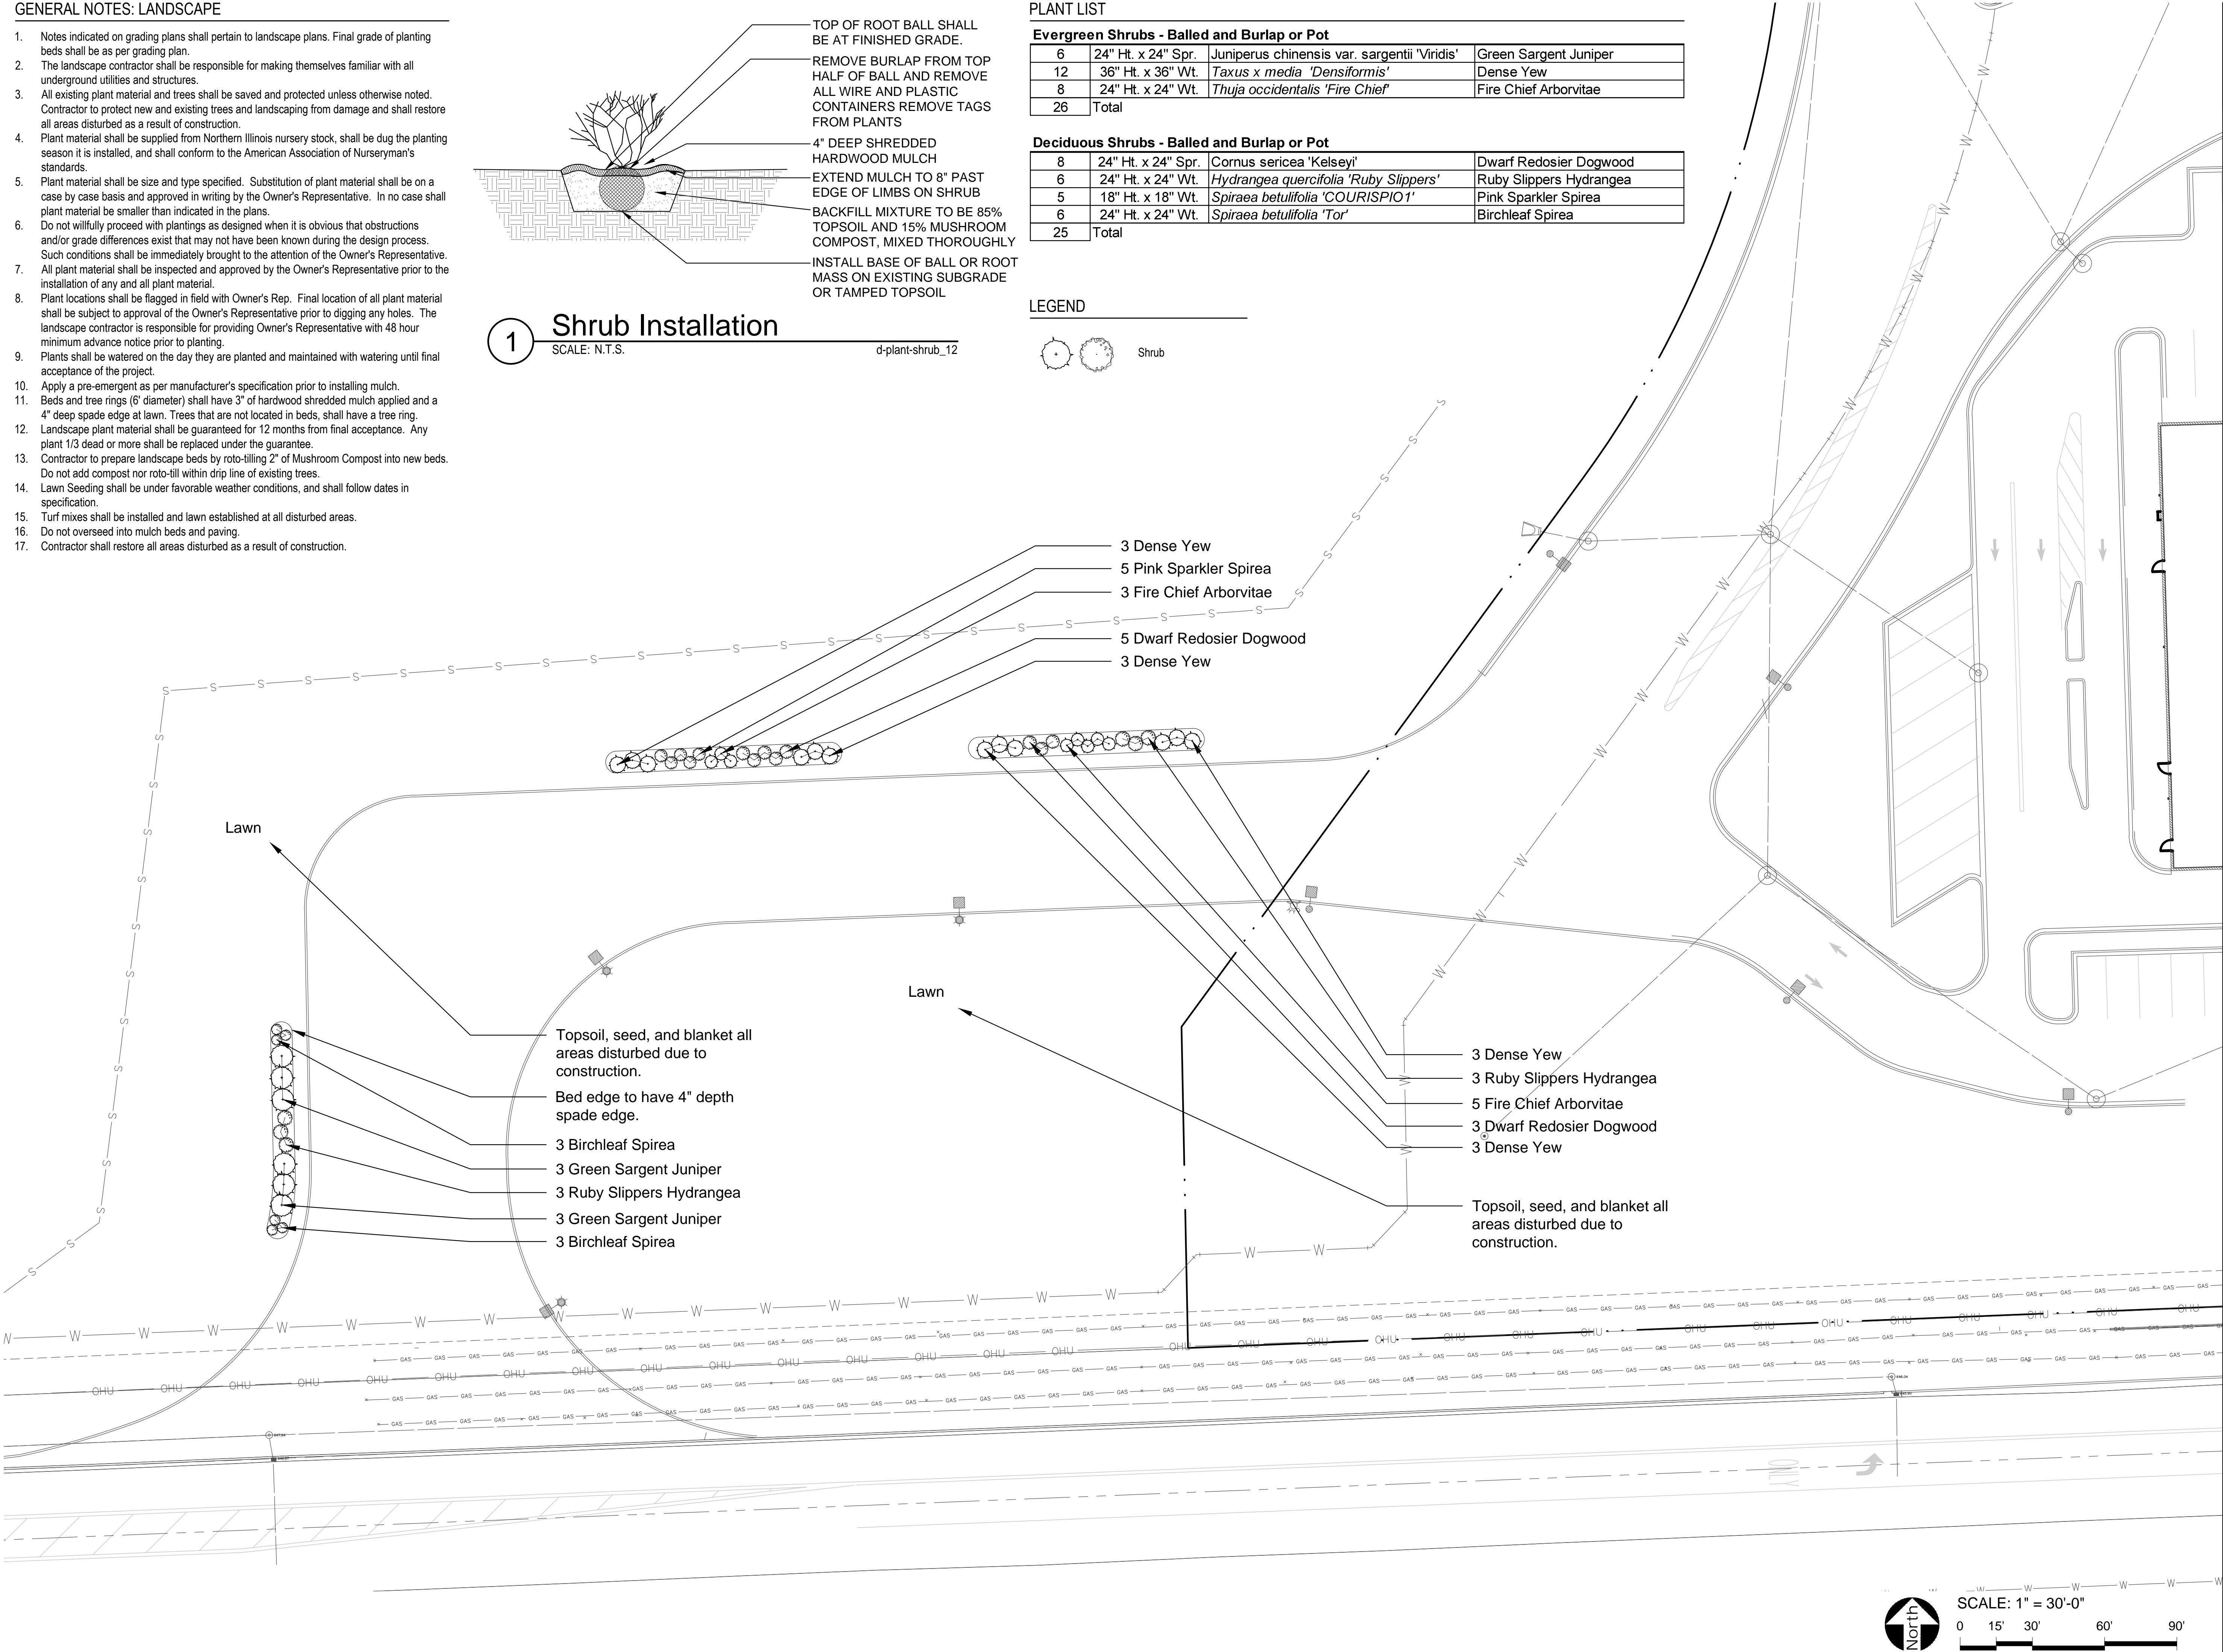 GENERAL NOTES: LANDSCAPE
1. Notes indicated on grading plans shall pertain to landscape plans. Final grade of planting
beds shall be as per grading plan.
2. The landscape contractor shall be responsible for making themselves familiar with all
underground utilities and structures.
3. All existing plant material and trees shall be saved and protected unless otherwise noted.
Contractor to protect new and existing trees and landscaping from damage and shall restore
all areas disturbed as a result of construction.
4. Plant material shall be supplied from Northern Illinois nursery stock, shall be dug the planting
season it is installed, and shall conform to the American Association of Nurseryman's
standards.
5. Plant material shall be size and type specified. Substitution of plant material shall be on a
case by case basis and approved in writing by the Owner's Representative. In no case shall
plant material be smaller than indicated in the plans.
6. Do not willfully proceed with plantings as designed when it is obvious that obstructions
and/or grade differences exist that may not have been known during the design process.
Such conditions shall be immediately brought to the attention of the Owner's Representative.
7. All plant material shall be inspected and approved by the Owner's Representative prior to the
installation of any and all plant material.
8. Plant locations shall be flagged in field with Owner's Rep. Final location of all plant material
shall be subject to approval of the Owner's Representative prior to digging any holes. The
landscape contractor is responsible for providing Owner's Representative with 48 hour
minimum advance notice prior to planting.
9. Plants shall be watered on the day they are planted and maintained with watering until final
acceptance of the project.
10. Apply a pre-emergent as per manufacturer's specification prior to installing mulch.
11. Beds and tree rings (6' diameter) shall have 3" of hardwood shredded mulch applied and a
4" deep spade edge at lawn. Trees that are not located in beds, shall have a tree ring.
12. Landscape plant material shall be guaranteed for 12 months from final acceptance. Any
plant 1/3 dead or more shall be replaced under the guarantee.
13. Contractor to prepare landscape beds by roto-tilling 2" of Mushroom Compost into new beds.
Do not add compost nor roto-till within drip line of existing trees.
14. Lawn Seeding shall be under favorable weather conditions, and shall follow dates in
specification.
15. Turf mixes shall be installed and lawn established at all disturbed areas.
16. Do not overseed into mulch beds and paving.
17. Contractor shall restore all areas disturbed as a result of construction.
TOP OF ROOT BALL SHALL
BE AT FINISHED GRADE.
REMOVE BURLAP FROM TOP
HALF OF BALL AND REMOVE
ALL WIRE AND PLASTIC
CONTAINERS REMOVE TAGS
FROM PLANTS
4" DEEP SHREDDED
HARDWOOD MULCH
EXTEND MULCH TO 8" PAST
EDGE OF LIMBS ON SHRUB
BACKFILL MIXTURE TO BE 85%
TOPSOIL AND 15% MUSHROOM
COMPOST, MIXED THOROUGHLY
INSTALL BASE OF BALL OR ROOT
MASS ON EXISTING SUBGRADE
OR TAMPED TOPSOIL
1 Shrub Installation
SCALE: N.T.S. d-plant-shrub_12
PLANT LIST
Evergreen Shrubs - Balled and Burlap or Pot
6 24" Ht. x 24" Spr. Juniperus chinensis var. sargentii 'Viridis' Green Sargent Juniper
12 36" Ht. x 36" Wt. Taxus x media 'Densiformis' Dense Yew
8 24" Ht. x 24" Wt. Thuja occidentalis 'Fire Chief' Fire Chief Arborvitae
26 Total
Deciduous Shrubs - Balled and Burlap or Pot
8 24" Ht. x 24" Spr. Cornus sericea 'Kelseyi' Dwarf Redosier Dogwood
6 24" Ht. x 24" Wt. Hydrangea quercifolia 'Ruby Slippers' Ruby Slippers Hydrangea
5 18" Ht. x 18" Wt. Spiraea betulifolia 'COURISPIO1' Pink Sparkler Spirea
6 24" Ht. x 24" Wt. Spiraea betulifolia 'Tor' Birchleaf Spirea
25 Total
LEGEND
Shrub
3 Dense Yew
5 Pink Sparkler Spirea
3 Fire Chief Arborvitae
5 Dwarf Redosier Dogwood
3 Dense Yew
Lawn
Lawn
Topsoil, seed, and blanket all
areas disturbed due to
construction.
Bed edge to have 4" depth
spade edge.
3 Birchleaf Spirea
3 Green Sargent Juniper
3 Ruby Slippers Hydrangea
3 Green Sargent Juniper
3 Birchleaf Spirea
3 Dense Yew
3 Ruby Slippers Hydrangea
5 Fire Chief Arborvitae
3 Dwarf Redosier Dogwood
3 Dense Yew
Topsoil, seed, and blanket all
areas disturbed due to
construction.
North
SCALE: 1" = 30'-0"
0 15' 30' 60' 90'